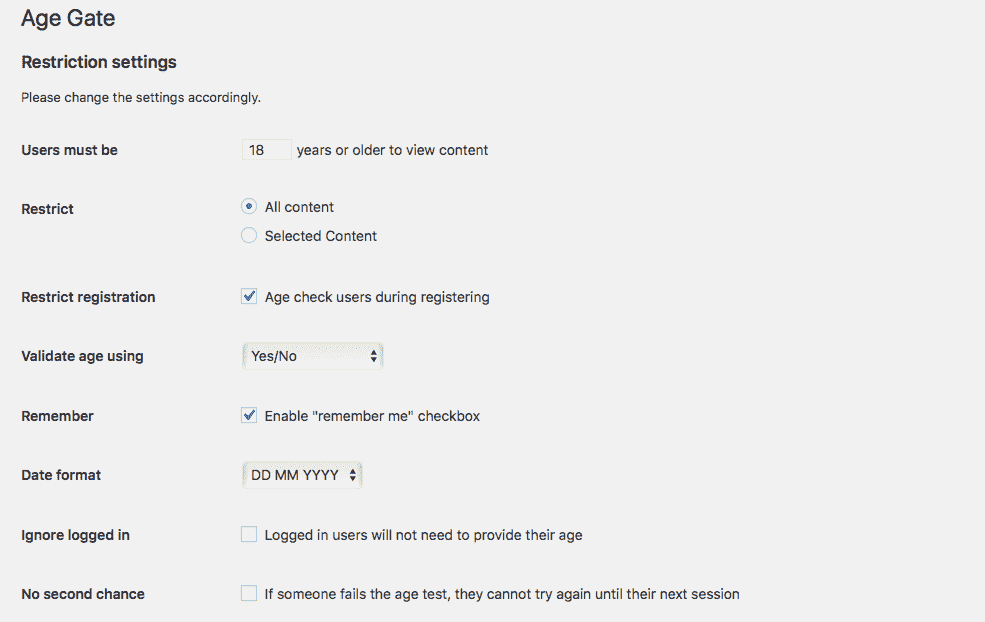 Age Gate
Restriction settings
Please change the settings accordingly.
Users must be 18 years or older to view content
Restrict All content
Selected Content
Restrict registration Age check users during registering
Validate age using Yes/No
Remember Enable "remember me" checkbox
Date format DD MM YYYY
Ignore logged in Logged in users will not need to provide their age
No second chance If someone fails the age test, they cannot try again until their next session